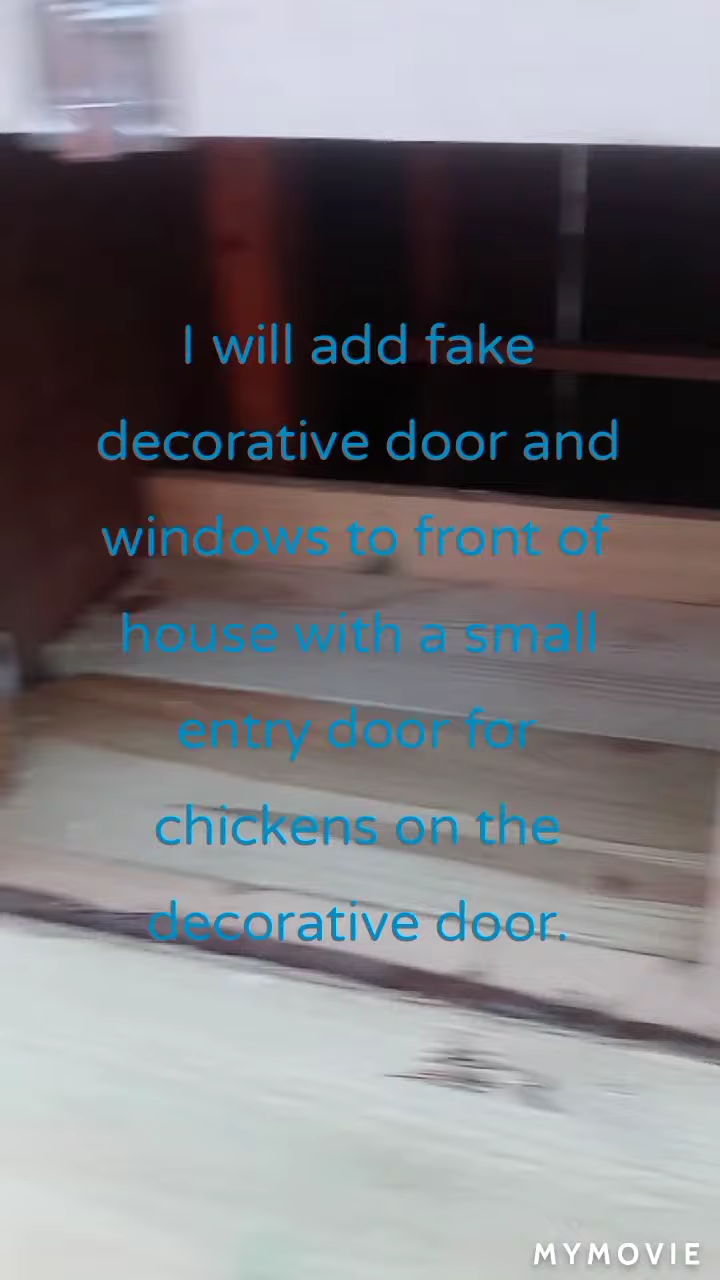 I will add fake
decorative door and
windows to front of
house with a small
entry door for
chickens on the
decorative door.
MYMOVIE